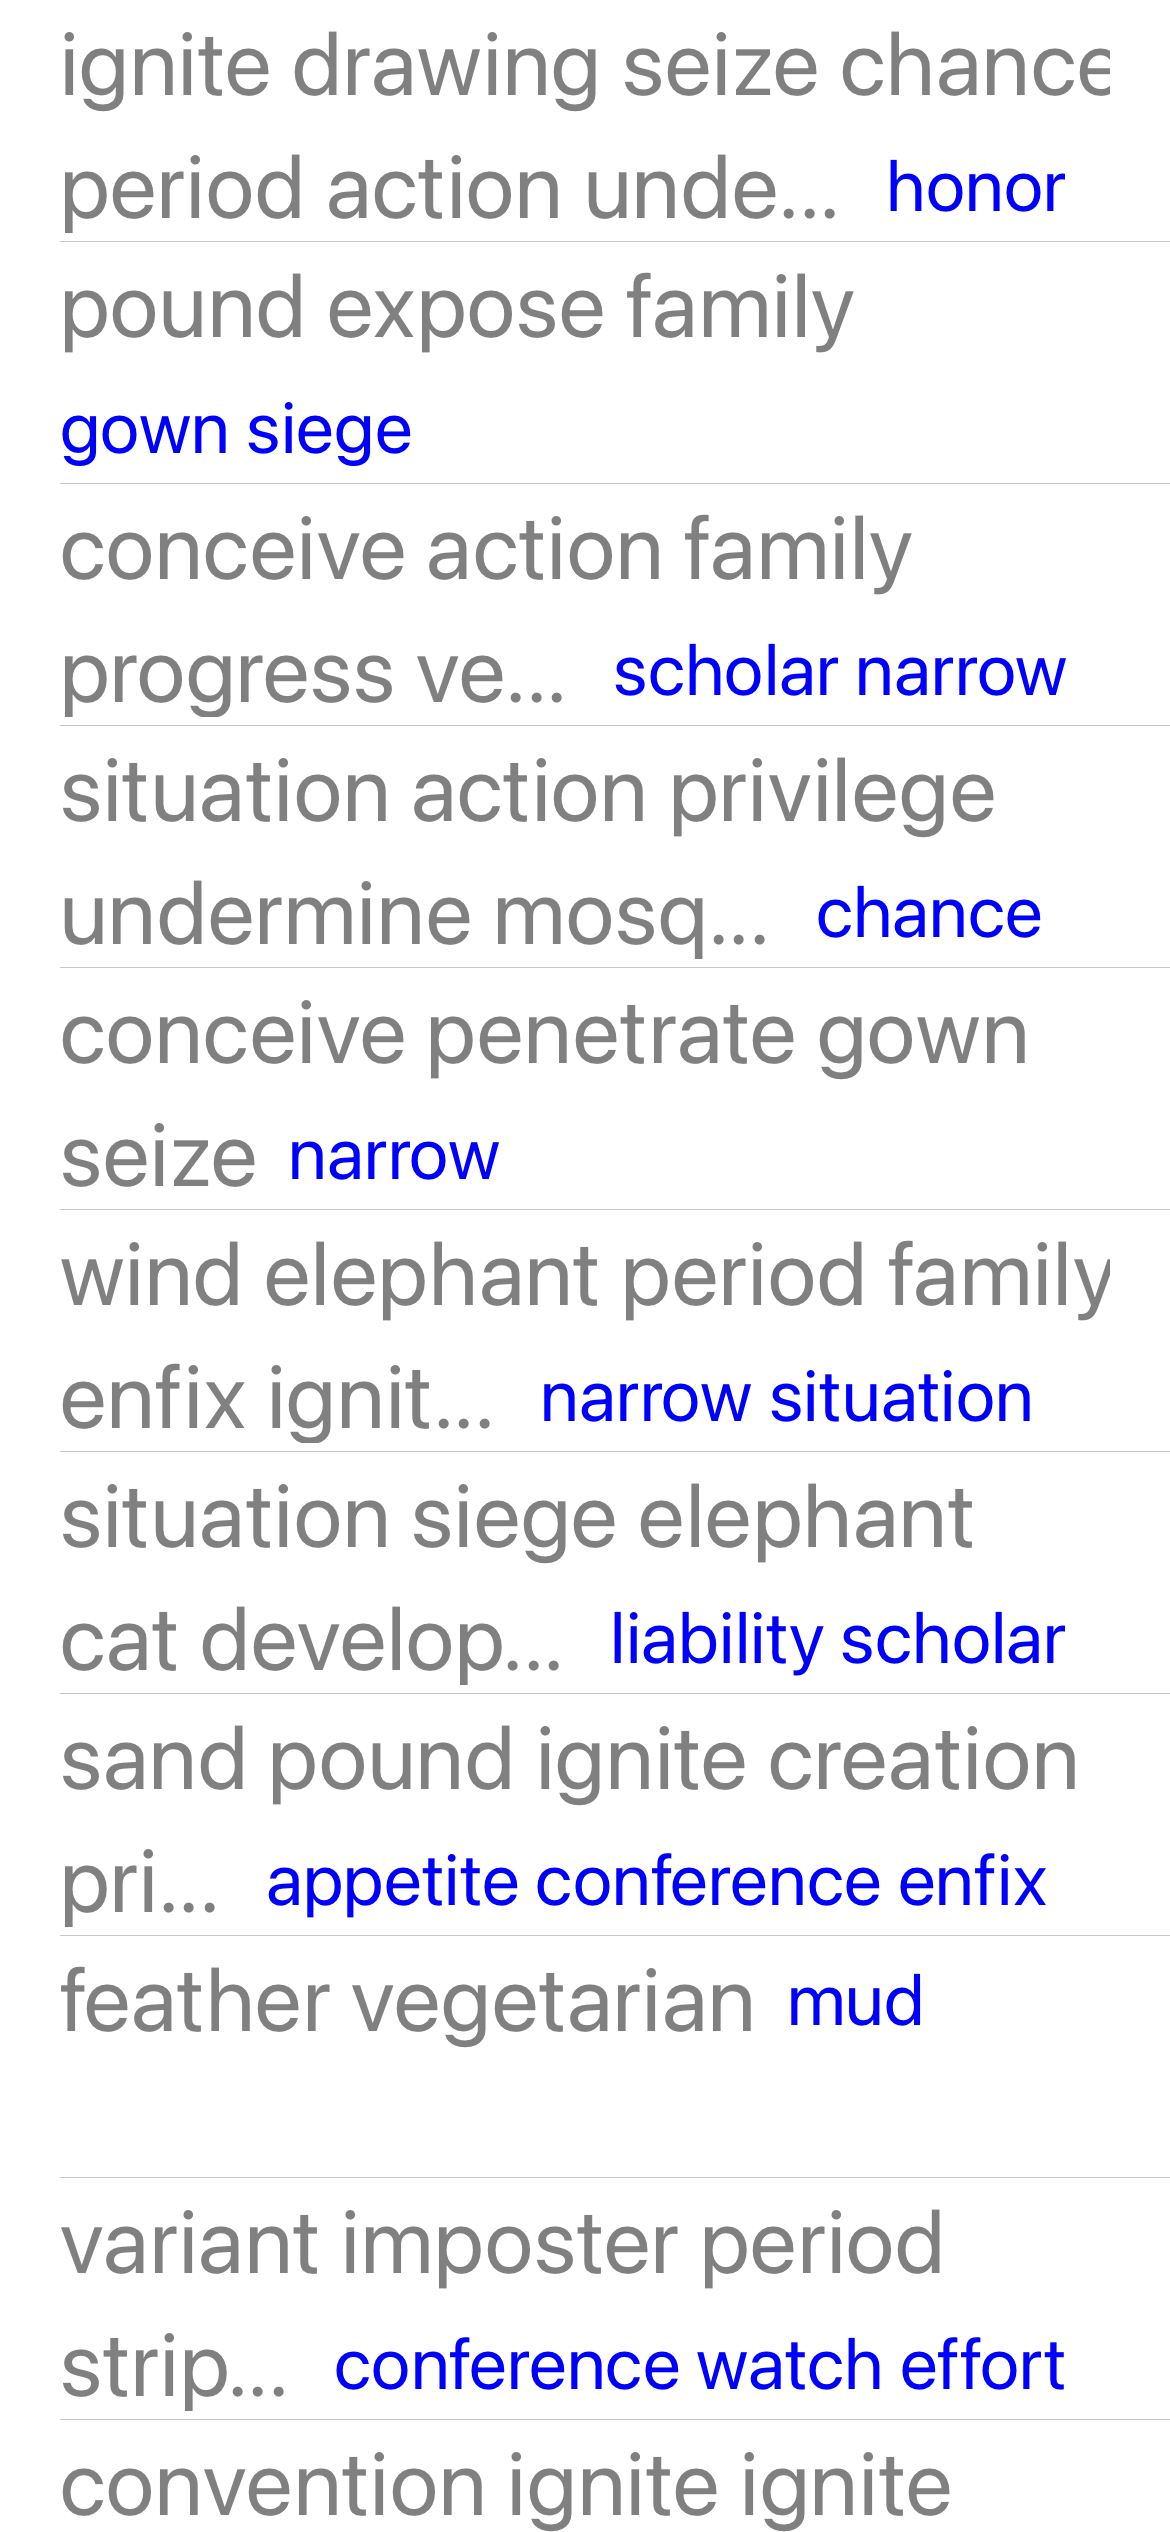 ignite drawing seize chance
period action unde... honor
pound expose family
gown siege
conceive action family
progress ve... scholar narrow
situation action privilege
undermine mosq... chance
conceive penetrate gown
seize narrow
wind elephant period family
enfix ignit... narrow situation
situation siege elephant
cat develop... liability scholar
sand pound ignite creation
pri... appetite conference enfix
feather vegetarian mud
variant imposter period
strip... conference watch effort
convention ignite ignite